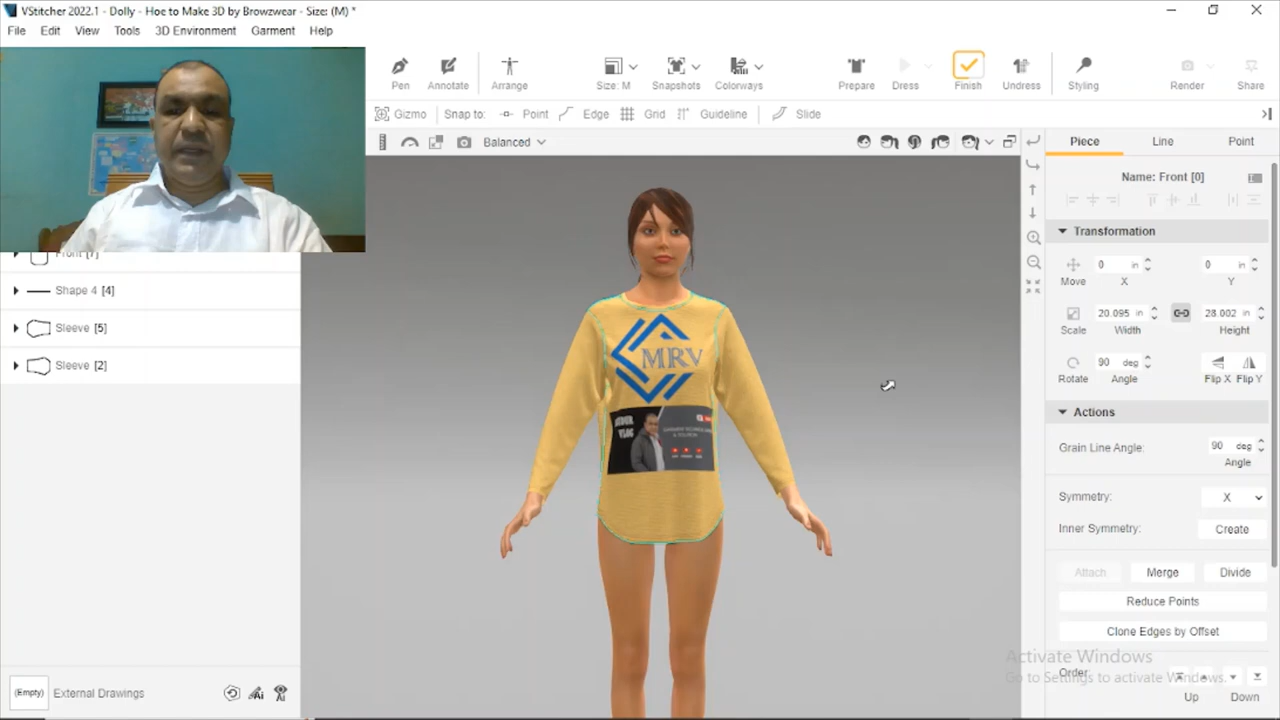 VStitcher 2022.1 - Dolly - Hoe to Make 3D by Browzwear - Size: (M) *
File Edit View Tools 3D Environment Garment Help
Pen Annotate Arrange Size: M Snapshots Colorways Prepare Dress Finish Undress Styling Render Share
Gizmo Snap to: Point Edge Grid Guideline Slide
Balanced
Piece Line Point
Name: Front [0]
Transformation
0 in 0 in
Move X Y
20.095 in 28.002 in
Scale Width Height
90 deg
Rotate Angle Flip X Flip Y
Actions
Grain Line Angle: 90 deg
Angle
Symmetry: X
Inner Symmetry: Create
Attach Merge Divide
Reduce Points
Clone Edges by Offset
Order:
Up Down
Activate Windows
Go to Settings to activate Windows.
Shape 4 [4]
Sleeve [5]
Sleeve [2]
(Empty) External Drawings
Ai
MRV
VLAG